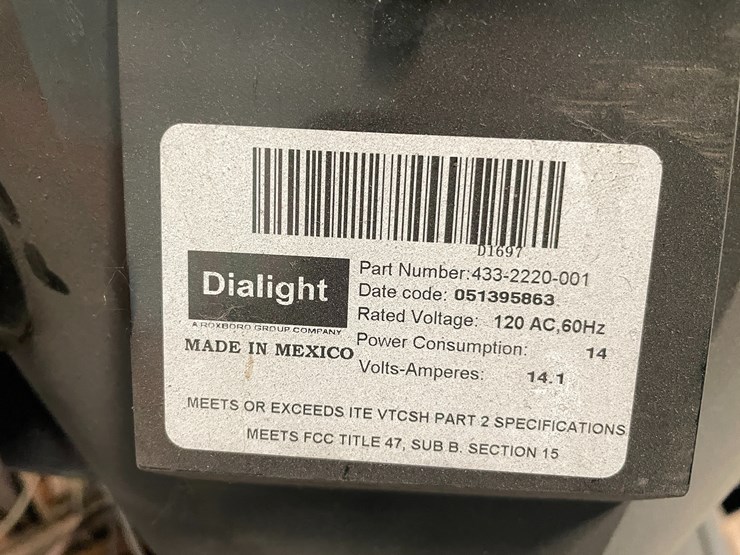 D1697
Dialight
A ROXBORO GROUP COMPANY
MADE IN MEXICO
Part Number:433-2220-001
Date code: 051395863
Rated Voltage: 120 AC,60Hz
Power Consumption: 14
Volts-Amperes: 14.1
MEETS OR EXCEEDS ITE VTCSH PART 2 SPECIFICATIONS
MEETS FCC TITLE 47, SUB B. SECTION 15